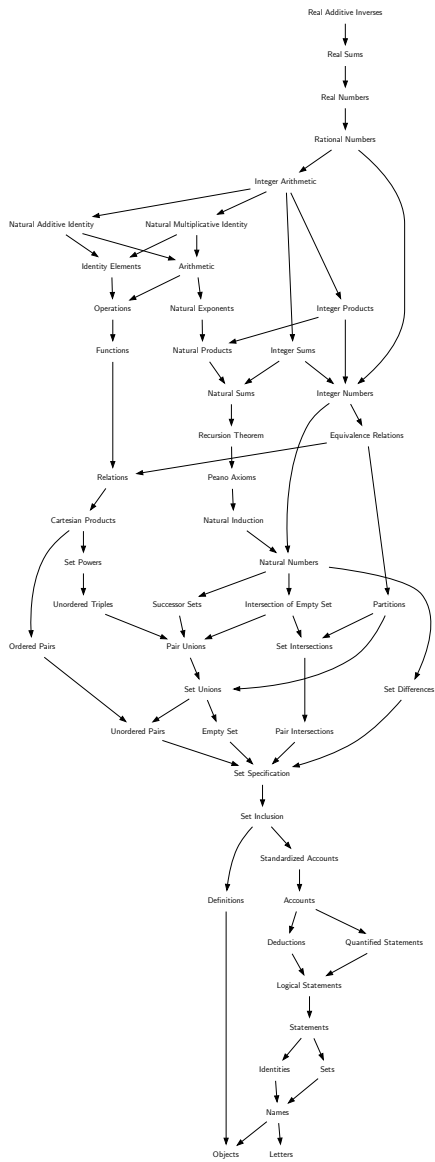 Real Additive Inverses
Real Sums
Real Numbers
Rational Numbers
Integer Arithmetic
Natural Additive Identity
Natural Multiplicative Identity
Identity Elements
Arithmetic
Operations
Natural Exponents
Integer Products
Functions
Natural Products
Integer Sums
Natural Sums
Integer Numbers
Recursion Theorem
Equivalence Relations
Relations
Peano Axioms
Cartesian Products
Natural Induction
Set Powers
Natural Numbers
Unordered Triples
Successor Sets
Intersection of Empty Set
Partitions
Ordered Pairs
Pair Unions
Set Intersections
Set Unions
Set Differences
Unordered Pairs
Empty Set
Pair Intersections
Set Specification
Set Inclusion
Standardized Accounts
Definitions
Accounts
Deductions
Quantified Statements
Logical Statements
Statements
Identities
Sets
Names
Objects
Letters